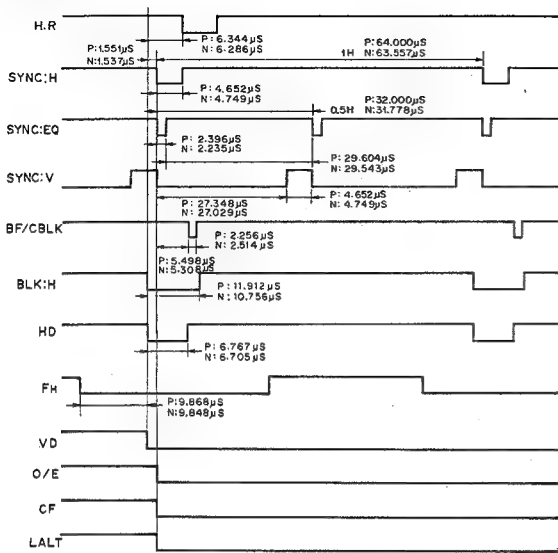 H.R
P: 6.344µS
N: 6.286µS
P:1.551µS
N:1.537µS
P:64.000µS
N: 63.557µS
1H
SYNC:H
P: 4.652µS
N: 4.749µS
0.5H
P:32.000µS
N:31.778µS
SYNC:EQ
P: 2.396µS
N: 2.235µS
P: 29.604µS
N: 29.543µS
SYNC:V
P: 27.348µS
N: 27.029µS
P: 4.652µS
N: 4.749µS
BF/CBLK
P: 2.256µS
N: 2.514µS
P:5.498µS
N:5.308µS
BLK:H
P:11.912µS
N:10.756µS
HD
P: 6.767µS
N: 6.705µS
FH
P:9.868µS
N:9.848µS
VD
O/E
CF
LALT